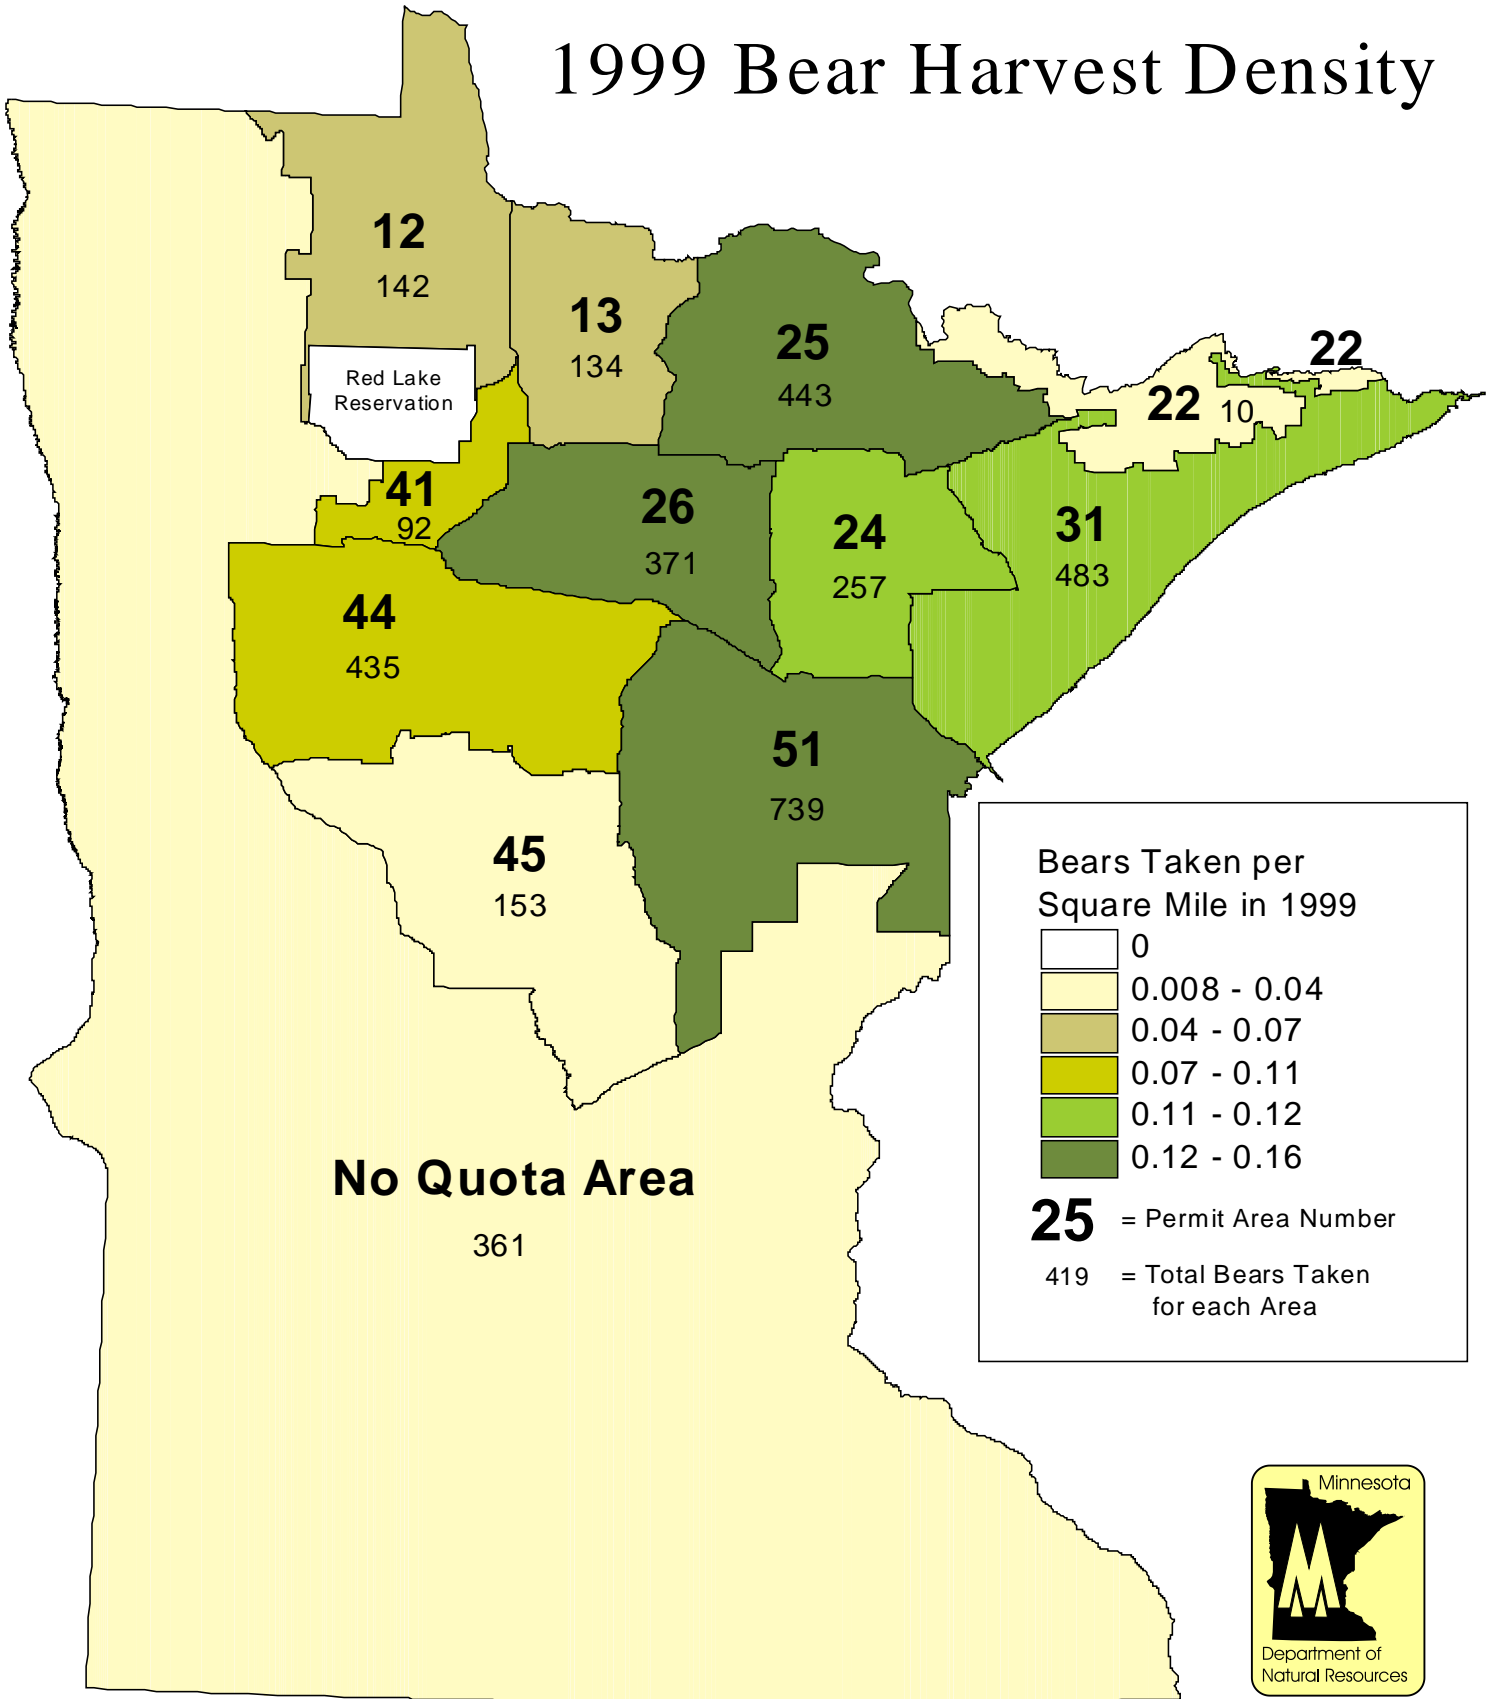 1999 Bear Harvest Density
12
142
13
134
25
443
22
22 10
Red Lake
Reservation
41
92
26
371
24
257
31
483
44
435
51
739
45
153
No Quota Area
361
Bears Taken per
Square Mile in 1999
0
0.008 - 0.04
0.04 - 0.07
0.07 - 0.11
0.11 - 0.12
0.12 - 0.16
25 = Permit Area Number
419 = Total Bears Taken
for each Area
Minnesota
Department of
Natural Resources